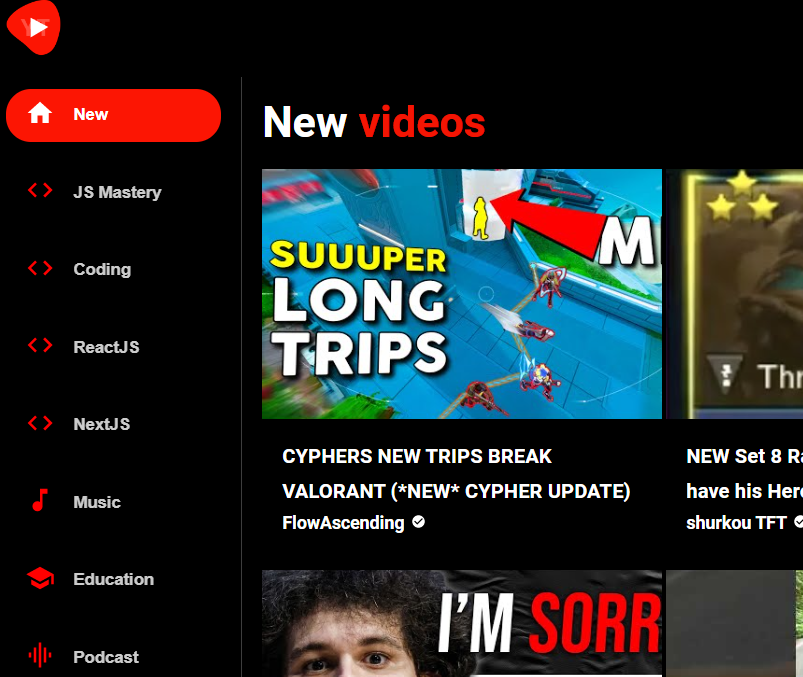 YT
New
JS Mastery
Coding
ReactJS
NextJS
Music
Education
Podcast
New videos
SUUUPER
LONG
TRIPS
M
CYPHERS NEW TRIPS BREAK
VALORANT (*NEW* CYPHER UPDATE)
FlowAscending
Thr
NEW Set 8 Ra
have his Hero
shurkou TFT
I'M SORR